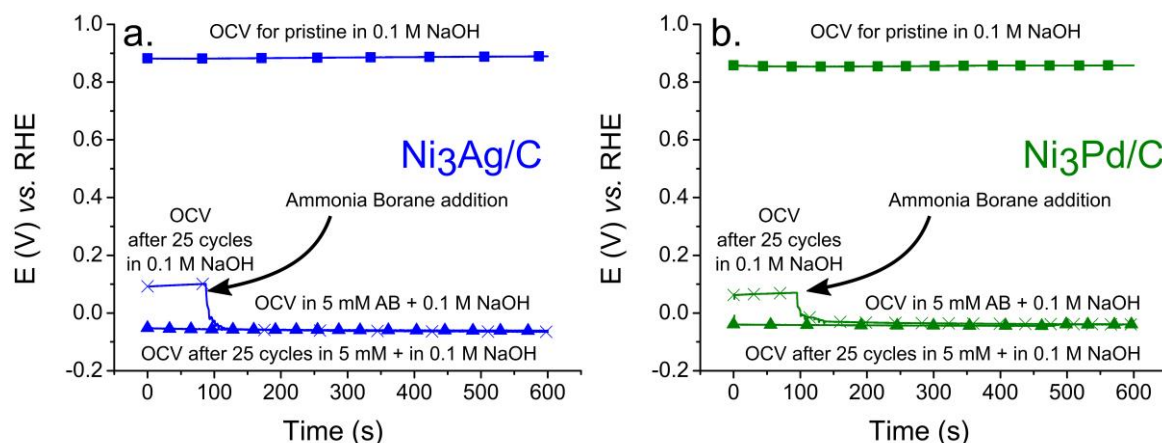 a.
OCV for pristine in 0.1 M NaOH
1.0
0.8
0.6
0.4
0.2
0.0
-0.2
E (V) vs. RHE
Ni3Ag/C
Ammonia Borane addition
OCV
after 25 cycles
in 0.1 M NaOH
OCV in 5 mM AB + 0.1 M NaOH
OCV after 25 cycles in 5 mM + in 0.1 M NaOH
0 100 200 300 400 500 600
Time (s)
b.
OCV for pristine in 0.1 M NaOH
1.0
0.8
0.6
0.4
0.2
0.0
-0.2
E (V) vs. RHE
Ni3Pd/C
Ammonia Borane addition
OCV
after 25 cycles
in 0.1 M NaOH
OCV in 5 mM AB + 0.1 M NaOH
OCV after 25 cycles in 5 mM + in 0.1 M NaOH
0 100 200 300 400 500 600
Time (s)